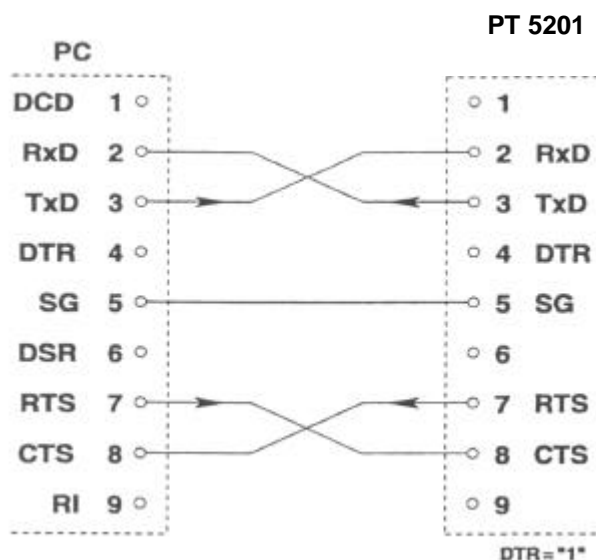 PT 5201
PC
DCD 1 1
RxD 2 2 RxD
TxD 3 3 TxD
DTR 4 4 DTR
SG 5 5 SG
DSR 6 6
RTS 7 7 RTS
CTS 8 8 CTS
RI 9 9
DTR="1"